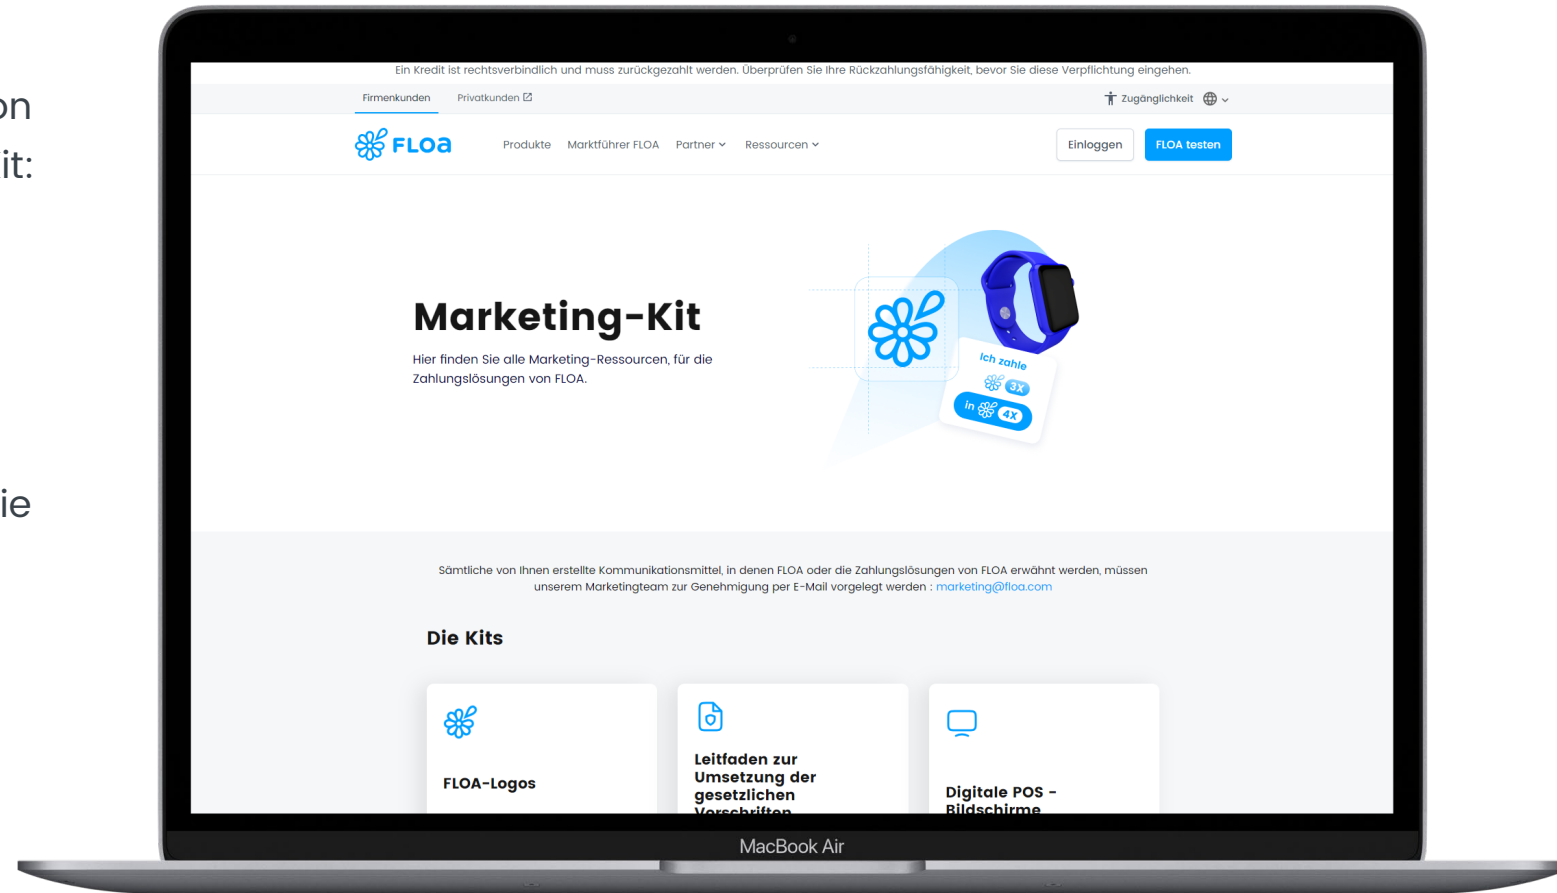 on
it:
ie
Ein Kredit ist rechtsverbindlich und muss zurückgezahlt werden. Überprüfen Sie Ihre Rückzahlungsfähigkeit, bevor Sie diese Verpflichtung eingehen.
Firmenkunden Privatkunden Zugänglichkeit
FLOA Produkte Marktführer FLOA Partner Ressourcen Einloggen FLOA testen
Marketing-Kit
Hier finden Sie alle Marketing-Ressourcen, für die
Zahlungslösungen von FLOA.
Ich zahle
3X
in 4X
Sämtliche von Ihnen erstellte Kommunikationsmittel, in denen FLOA oder die Zahlungslösungen von FLOA erwähnt werden, müssen
unserem Marketingteam zur Genehmigung per E-Mail vorgelegt werden : marketing@floa.com
Die Kits
FLOA-Logos
Leitfaden zur
Umsetzung der
gesetzlichen
Vorschriften
Digitale POS -
Bildschirme
MacBook Air